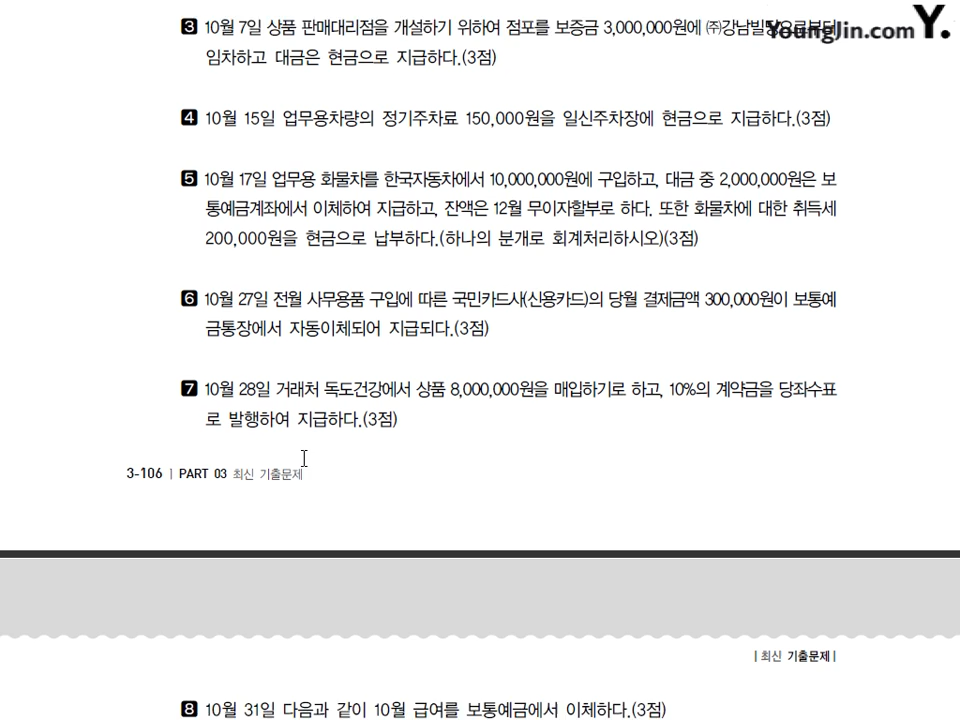 3 10월 7일 상품 판매대리점을 개설하기 위하여 점포를 보증금 3,000,000원에 ㈜강남빌딩으로부터
YoungJin.com Y.
임차하고 대금은 현금으로 지급하다.(3점)
4 10월 15일 업무용차량의 정기주차료 150,000원을 일신주차장에 현금으로 지급하다.(3점)
5 10월 17일 업무용 화물차를 한국자동차에서 10,000,000원에 구입하고, 대금 중 2,000,000원은 보
통예금계좌에서 이체하여 지급하고, 잔액은 12월 무이자할부로 하다. 또한 화물차에 대한 취득세
200,000원을 현금으로 납부하다.(하나의 분개로 회계처리하시오)(3점)
6 10월 27일 전월 사무용품 구입에 따른 국민카드사(신용카드)의 당월 결제금액 300,000원이 보통예
금통장에서 자동이체되어 지급되다.(3점)
7 10월 28일 거래처 독도건강에서 상품 8,000,000원을 매입하기로 하고, 10%의 계약금을 당좌수표
로 발행하여 지급하다.(3점)
3-106 | PART 03 최신 기출문제
| 최신 기출문제 |
8 10월 31일 다음과 같이 10월 급여를 보통예금에서 이체하다.(3점)